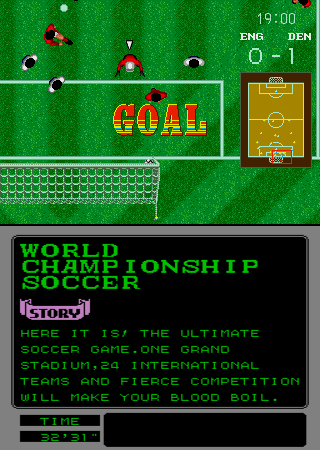 19:00
ENG DEN
0 - 1
GOAL
WORLD
CHAMPIONSHIP
SOCCER
STORY
HERE IT IS! THE ULTIMATE
SOCCER GAME.ONE GRAND
STADIUM,24 INTERNATIONAL
TEAMS AND FIERCE COMPETITION
WILL MAKE YOUR BLOOD BOIL.
TIME
32'31"